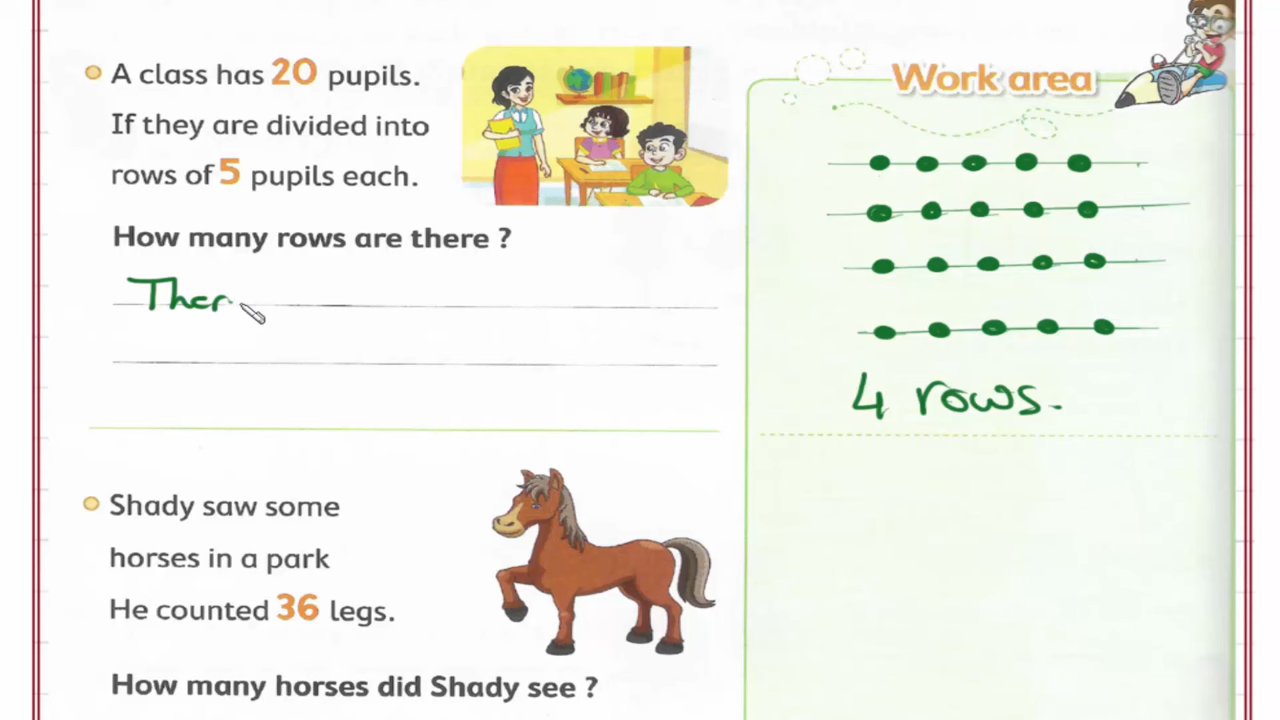 A class has 20 pupils.
If they are divided into
rows of 5 pupils each.
How many rows are there ?
Ther
Shady saw some
horses in a park
He counted 36 legs.
How many horses did Shady see ?
Work area
4 rows.